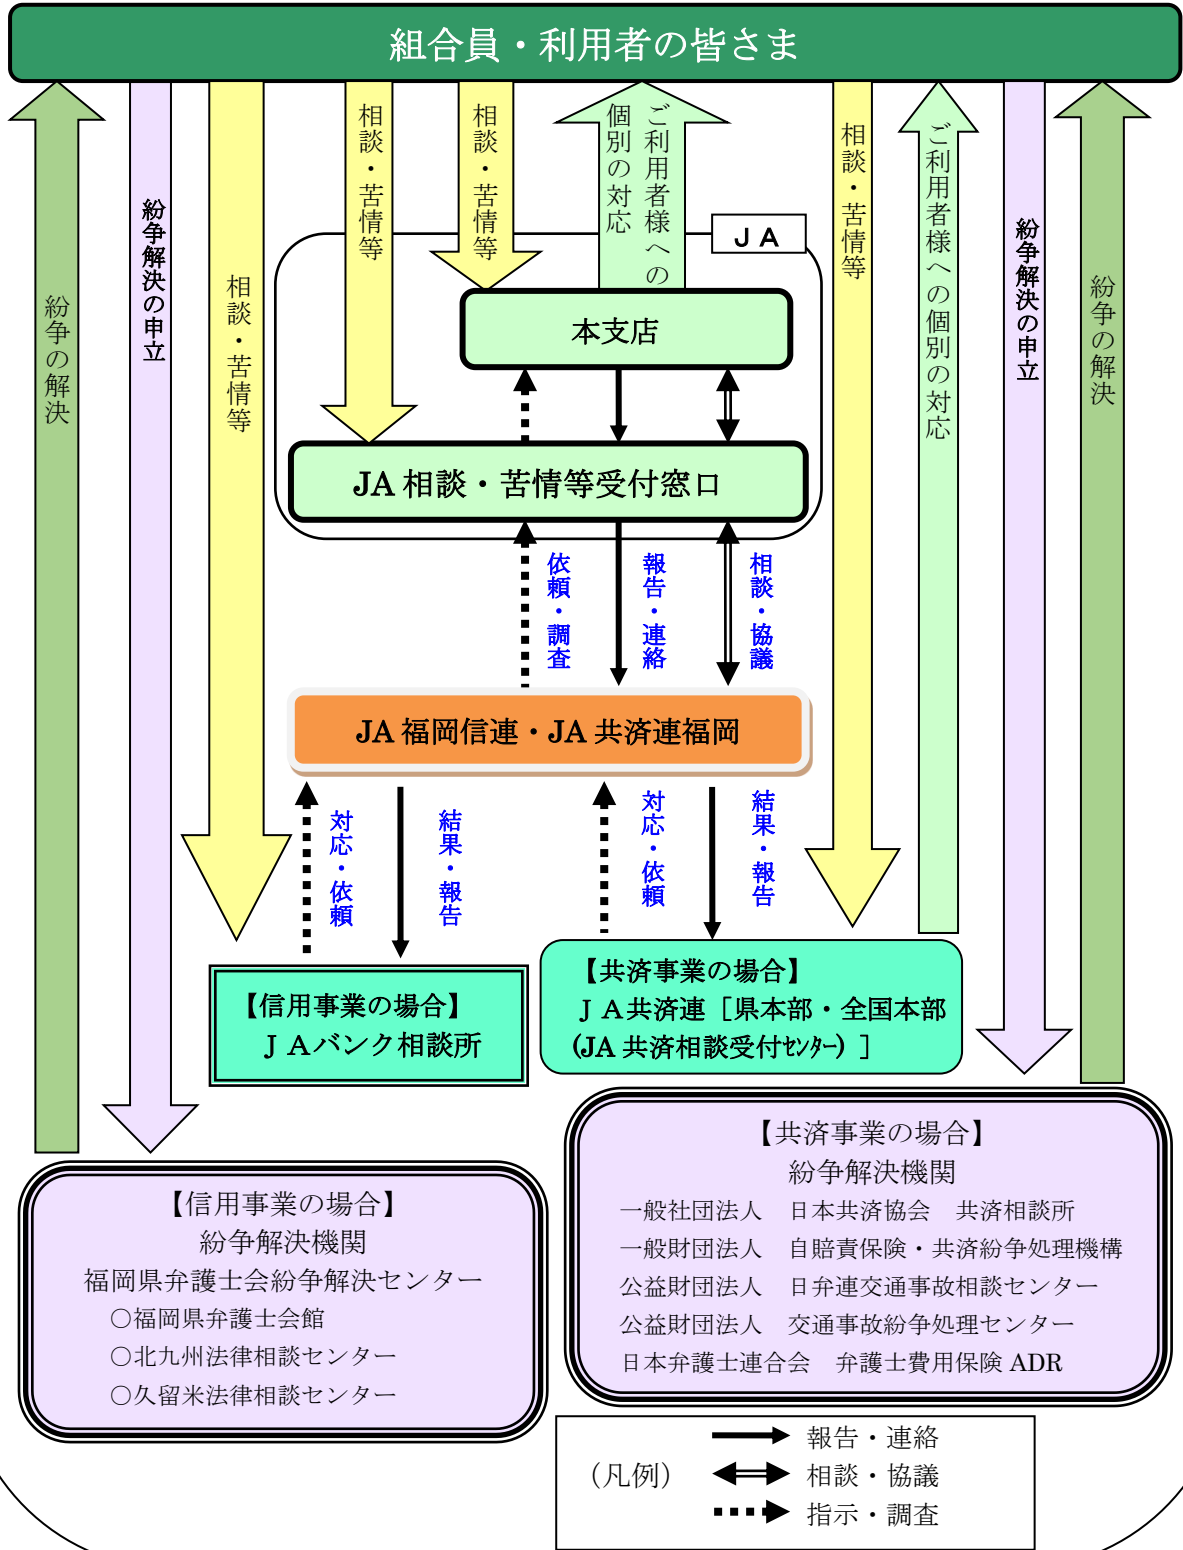 組合員・利用者の皆さま
紛争の解決
紛争解決の申立
相談・苦情等
相談・苦情等
相談・苦情等
ご利用者様への
個別の対応
相談・苦情等
ご利用者様への個別の対応
紛争解決の申立
紛争の解決
ＪＡ
本支店
JA 相談・苦情等受付窓口
依頼・調査
報告・連絡
相談・協議
JA 福岡信連・JA 共済連福岡
対応・依頼
結果・報告
対応・依頼
結果・報告
【信用事業の場合】
ＪＡバンク相談所
【共済事業の場合】
ＪＡ共済連［県本部・全国本部
(JA 共済相談受付ｾﾝﾀｰ) ］
【信用事業の場合】
紛争解決機関
福岡県弁護士会紛争解決センター
○福岡県弁護士会館
○北九州法律相談センター
○久留米法律相談センター
【共済事業の場合】
紛争解決機関
一般社団法人　日本共済協会　共済相談所
一般財団法人　自賠責保険・共済紛争処理機構
公益財団法人　日弁連交通事故相談センター
公益財団法人　交通事故紛争処理センター
日本弁護士連合会　弁護士費用保険 ADR
（凡例）
報告・連絡
相談・協議
指示・調査